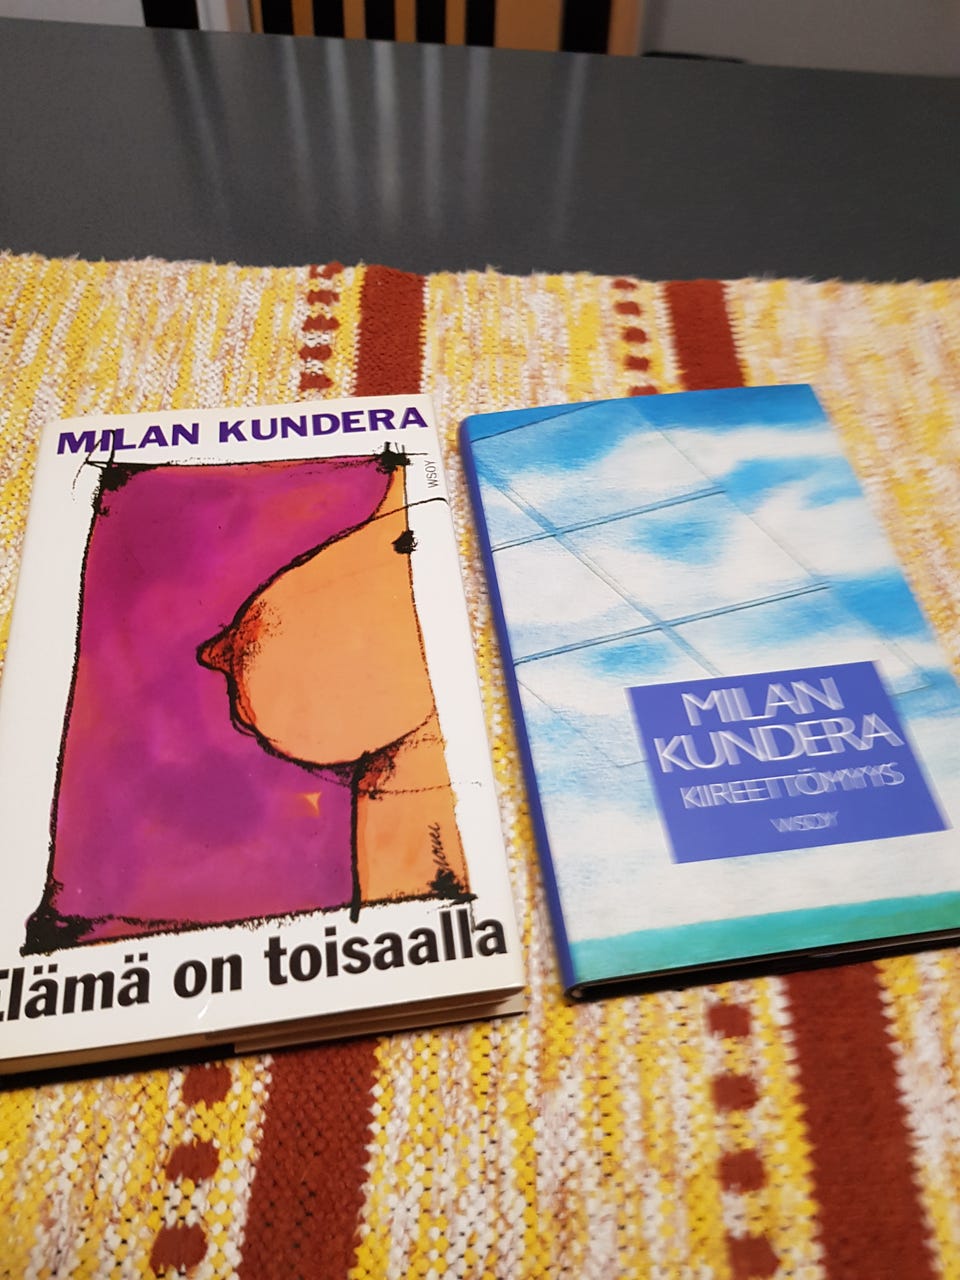 MILAN KUNDERA
WSOY
Elämä on toisaalla
MILAN
KUNDERA
KIIREETTÖMYYS
WSOY